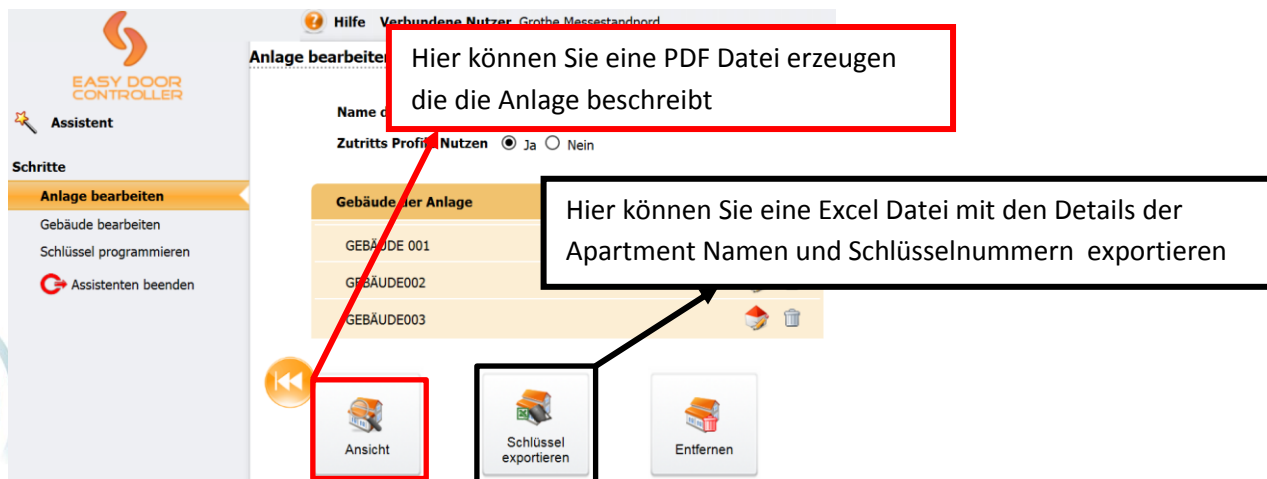 Hilfe Verbundene Nutzer Grothe Messestandnord
Anlage bearbeiten
Hier können Sie eine PDF Datei erzeugen
die die Anlage beschreibt
EASY DOOR
CONTROLLER
Assistent
Name d
Zutritts Profil Nutzen Ja Nein
Schritte
Anlage bearbeiten
Gebäude bearbeiten
Schlüssel programmieren
Assistenten beenden
Gebäude der Anlage
Hier können Sie eine Excel Datei mit den Details der
Apartment Namen und Schlüsselnummern exportieren
GEBÄUDE 001
GEBÄUDE002
GEBÄUDE003
Ansicht
Schlüssel
exportieren
Entfernen